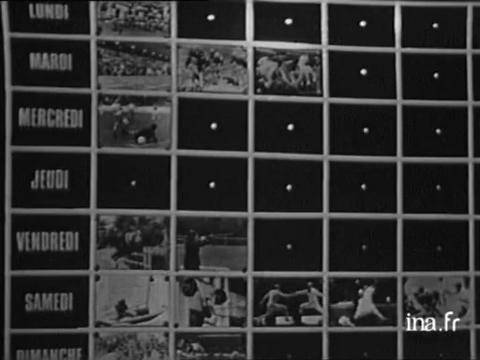 LUNDI
MARDI
MERCREDI
JEUDI
VENDREDI
SAMEDI
DIMANCHE
ina.fr